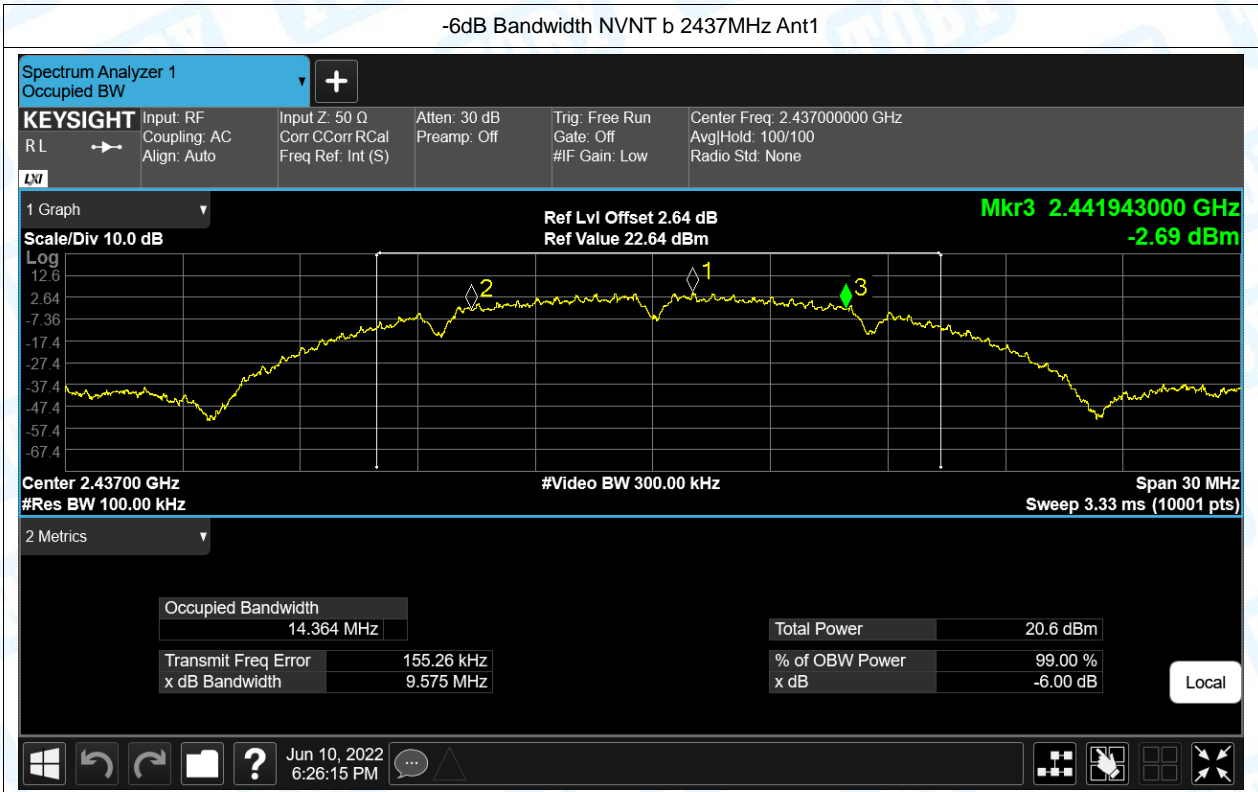 -6dB Bandwidth NVNT b 2437MHz Ant1
Spectrum Analyzer 1
Occupied BW
KEYSIGHT
R L
LXI
Input: RF
Coupling: AC
Align: Auto
Input Z: 50 Ω
Corr CCorr RCal
Freq Ref: Int (S)
Atten: 30 dB
Preamp: Off
Trig: Free Run
Gate: Off
#IF Gain: Low
Center Freq: 2.437000000 GHz
Avg|Hold: 100/100
Radio Std: None
1 Graph
Scale/Div 10.0 dB
Ref Lvl Offset 2.64 dB
Ref Value 22.64 dBm
Mkr3 2.441943000 GHz
-2.69 dBm
Log
12.6
2.64
-7.36
-17.4
-27.4
-37.4
-47.4
-57.4
-67.4
2
1
3
Center 2.43700 GHz
#Res BW 100.00 kHz
#Video BW 300.00 kHz
Span 30 MHz
Sweep 3.33 ms (10001 pts)
2 Metrics
Occupied Bandwidth
14.364 MHz
Transmit Freq Error 155.26 kHz
x dB Bandwidth 9.575 MHz
Total Power 20.6 dBm
% of OBW Power 99.00 %
x dB -6.00 dB
Local
?
Jun 10, 2022
6:26:15 PM